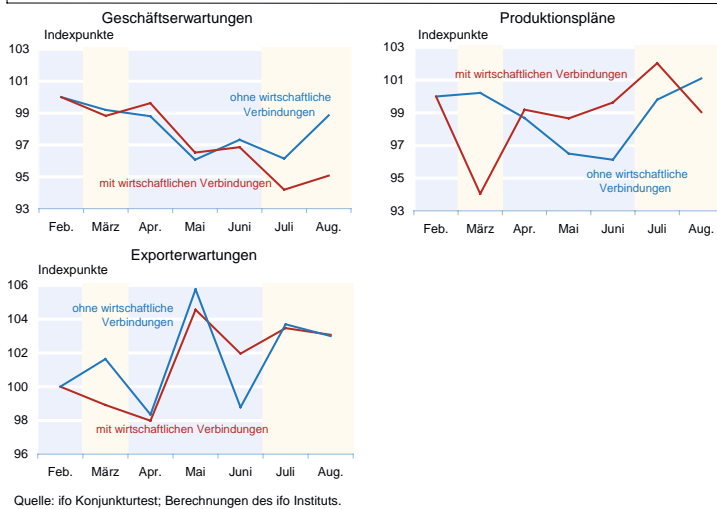 Geschäftserwartungen
Indexpunkte
103
101
99
97
95
93
ohne wirtschaftliche
Verbindungen
mit wirtschaftlichen Verbindungen
Feb. März Apr. Mai Juni Juli Aug.
Produktionspläne
Indexpunkte
103
101
99
97
95
93
mit wirtschaftlichen Verbindungen
ohne wirtschaftliche
Verbindungen
Feb. März Apr. Mai Juni Juli Aug.
Exporterwartungen
Indexpunkte
106
104
102
100
98
96
ohne wirtschaftliche
Verbindungen
mit wirtschaftlichen Verbindungen
Feb. März Apr. Mai Juni Juli Aug.
Quelle: ifo Konjunkturtest; Berechnungen des ifo Instituts.